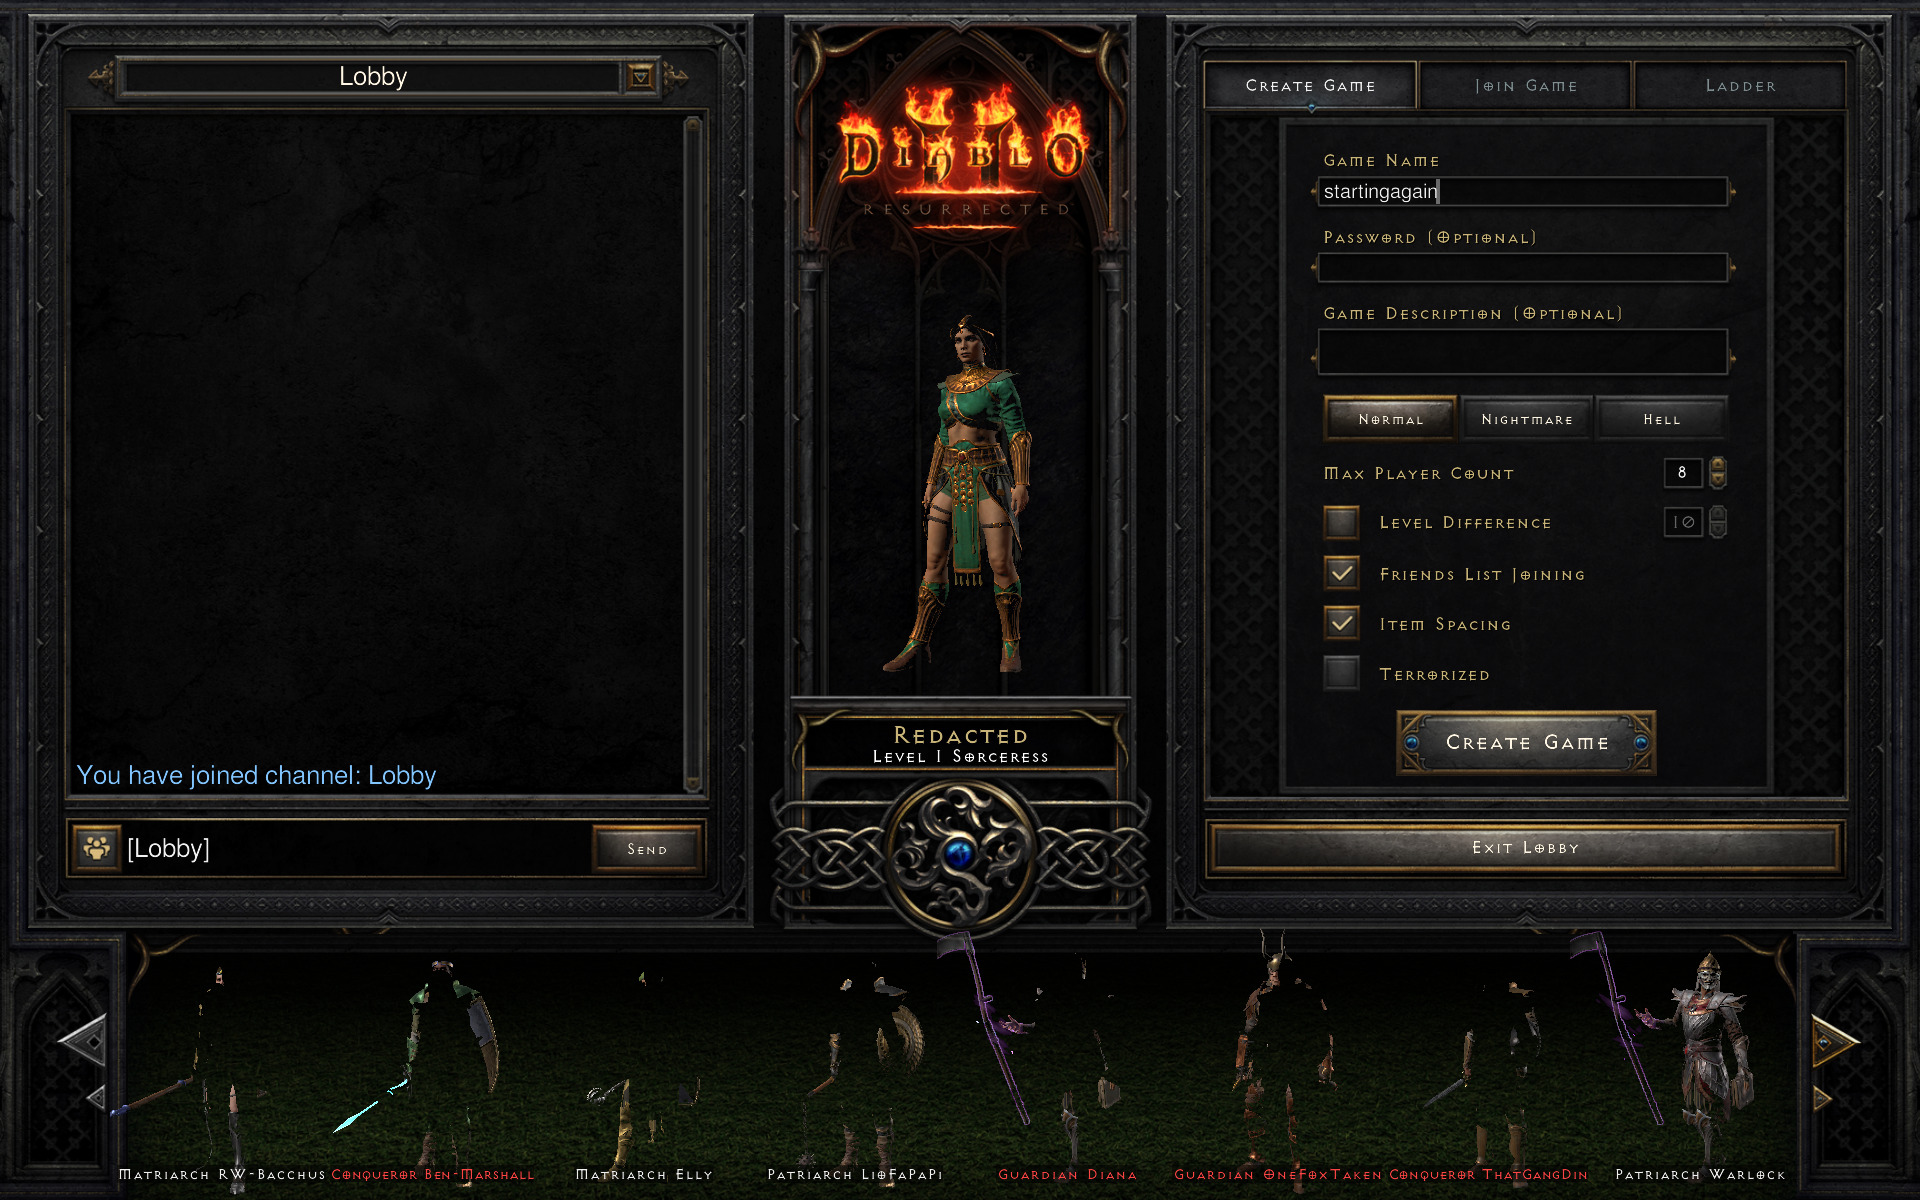 Lobby
You have joined channel: Lobby
[Lobby]
Send
Diablo II
Resurrected
Redacted
Level 1 Sorceress
Create Game
Join Game
Ladder
Game Name
startingagain
Password (Optional)
Game Description (Optional)
Normal
Nightmare
Hell
Max Player Count
8
Level Difference
10
Friends List Joining
Item Spacing
Terrorized
Create Game
Exit Lobby
Matriarch RW-Bacchus
Conqueror Ben-Marshall
Matriarch Elly
Patriarch LioFaPaPi
Guardian Diana
Guardian OneFoxTaken
Conqueror ThatGangDin
Patriarch Warlock